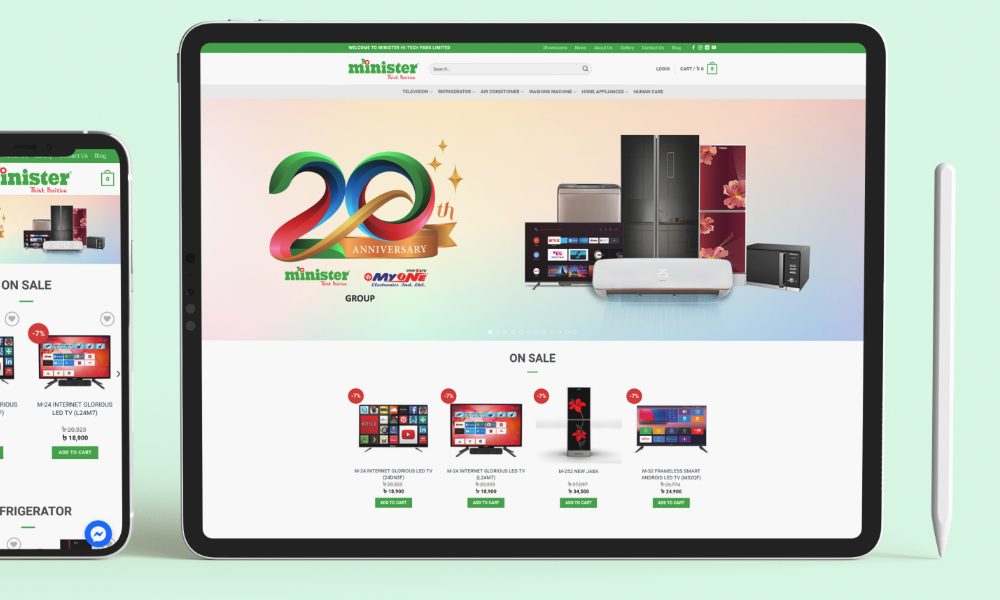 ct Us Blog
inister
Think Positive
0
ON SALE
-7%
M-24 INTERNET GLORIOUS
LED TV (L24M7)
৳ 20,323
৳ 18,900
ADD TO CART
FRIGERATOR
WELCOME TO MINISTER HI-TECH PARK LIMITED
Showrooms News About Us Gallery Contact Us Blog
minister
Think Positive
Search...
LOGIN CART / ৳ 0 0
TELEVISION REFRIGERATOR AIR CONDITIONER WASHING MACHINE HOME APPLIANCES HUMAN CARE
20th
ANNIVERSARY
minister
Think Positive
MyONE
Electronics Ind. Ltd.
GROUP
25
ON SALE
-7% -7% -7% -7%
M-24 INTERNET GLORIOUS LED TV
(24DN3F)
৳ 20,323
৳ 18,900
ADD TO CART
M-24 INTERNET GLORIOUS LED TV
(L24M7)
৳ 20,323
৳ 18,900
ADD TO CART
M-252 NEW JABA
৳ 37,097
৳ 34,500
ADD TO CART
M-32 FRAMELESS SMART
ANDROID LED TV (M32GF)
৳ 26,774
৳ 24,900
ADD TO CART